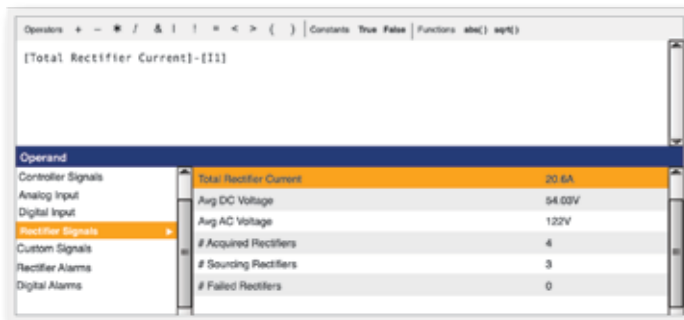 Operators + - * / & | ! = < > ( ) Constants True False Functions abs() sqrt()
[Total Rectifier Current]-[I1]
Operand
Controller Signals
Analog Input
Digital Input
Rectifier Signals
Custom Signals
Rectifier Alarms
Digital Alarms
Total Rectifier Current 20.6A
Avg DC Voltage 54.03V
Avg AC Voltage 122V
# Acquired Rectifiers 4
# Sourcing Rectifiers 3
# Failed Rectifers 0